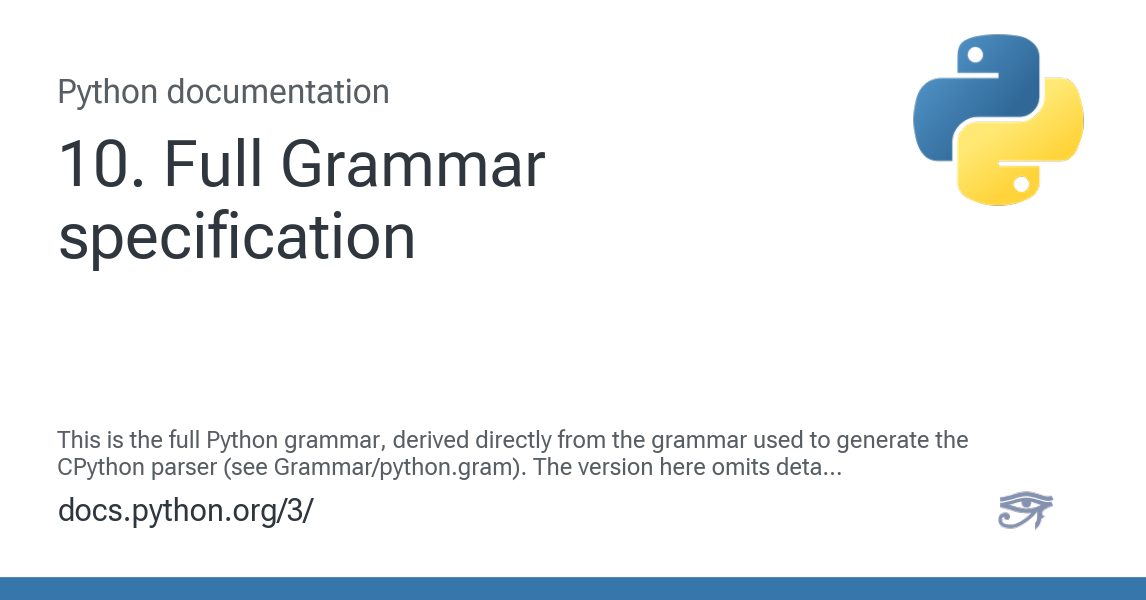 Python documentation
10. Full Grammar
specification
This is the full Python grammar, derived directly from the grammar used to generate the
CPython parser (see Grammar/python.gram). The version here omits deta...
docs.python.org/3/